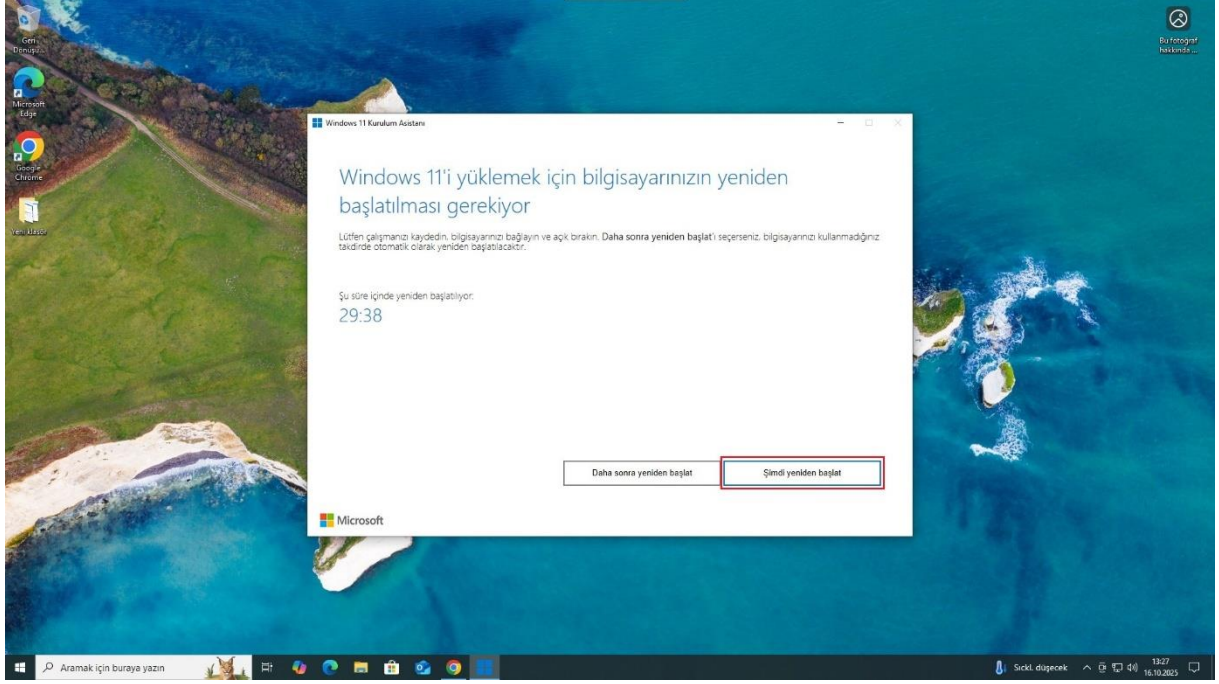 Geri
Dönüşü...
Microsoft
Edge
Google
Chrome
Yeni klasör
Bu fotoğraf
hakkında ...
Windows 11 Kurulum Asistanı
Windows 11'i yüklemek için bilgisayarınızın yeniden
başlatılması gerekiyor
Lütfen çalışmanızı kaydedin, bilgisayarınızı bağlayın ve açık bırakın. Daha sonra yeniden başlat'ı seçerseniz, bilgisayarınızı kullanmadığınız
takdirde otomatik olarak yeniden başlatılacaktır.
Şu süre içinde yeniden başlatılıyor:
29:38
Daha sonra yeniden başlat
Şimdi yeniden başlat
Microsoft
Aramak için buraya yazın
Sıckl. düşecek
13:27
16.10.2025